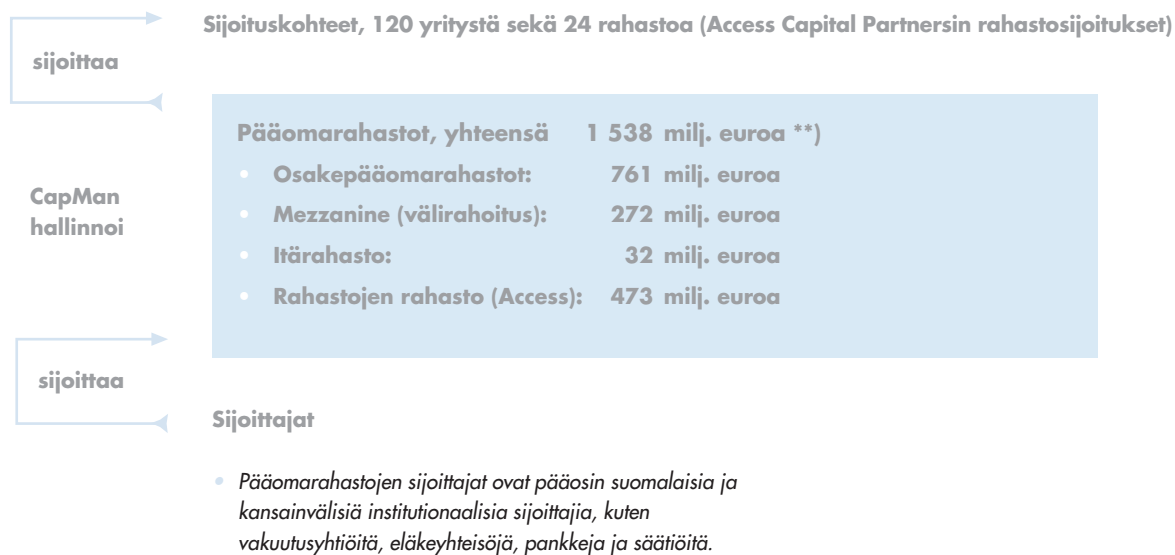 Sijoituskohteet, 120 yritystä sekä 24 rahastoa (Access Capital Partnersin rahastosijoitukset)
sijoittaa
Pääomarahastot, yhteensä 1 538 milj. euroa **)
• Osakepääomarahastot: 761 milj. euroa
CapMan
hallinnoi
• Mezzanine (välirahoitus): 272 milj. euroa
• Itärahasto: 32 milj. euroa
• Rahastojen rahasto (Access): 473 milj. euroa
sijoittaa
Sijoittajat
• Pääomarahastojen sijoittajat ovat pääosin suomalaisia ja
kansainvälisiä institutionaalisia sijoittajia, kuten
vakuutusyhtiöitä, eläkeyhteisöjä, pankkeja ja säätiöitä.